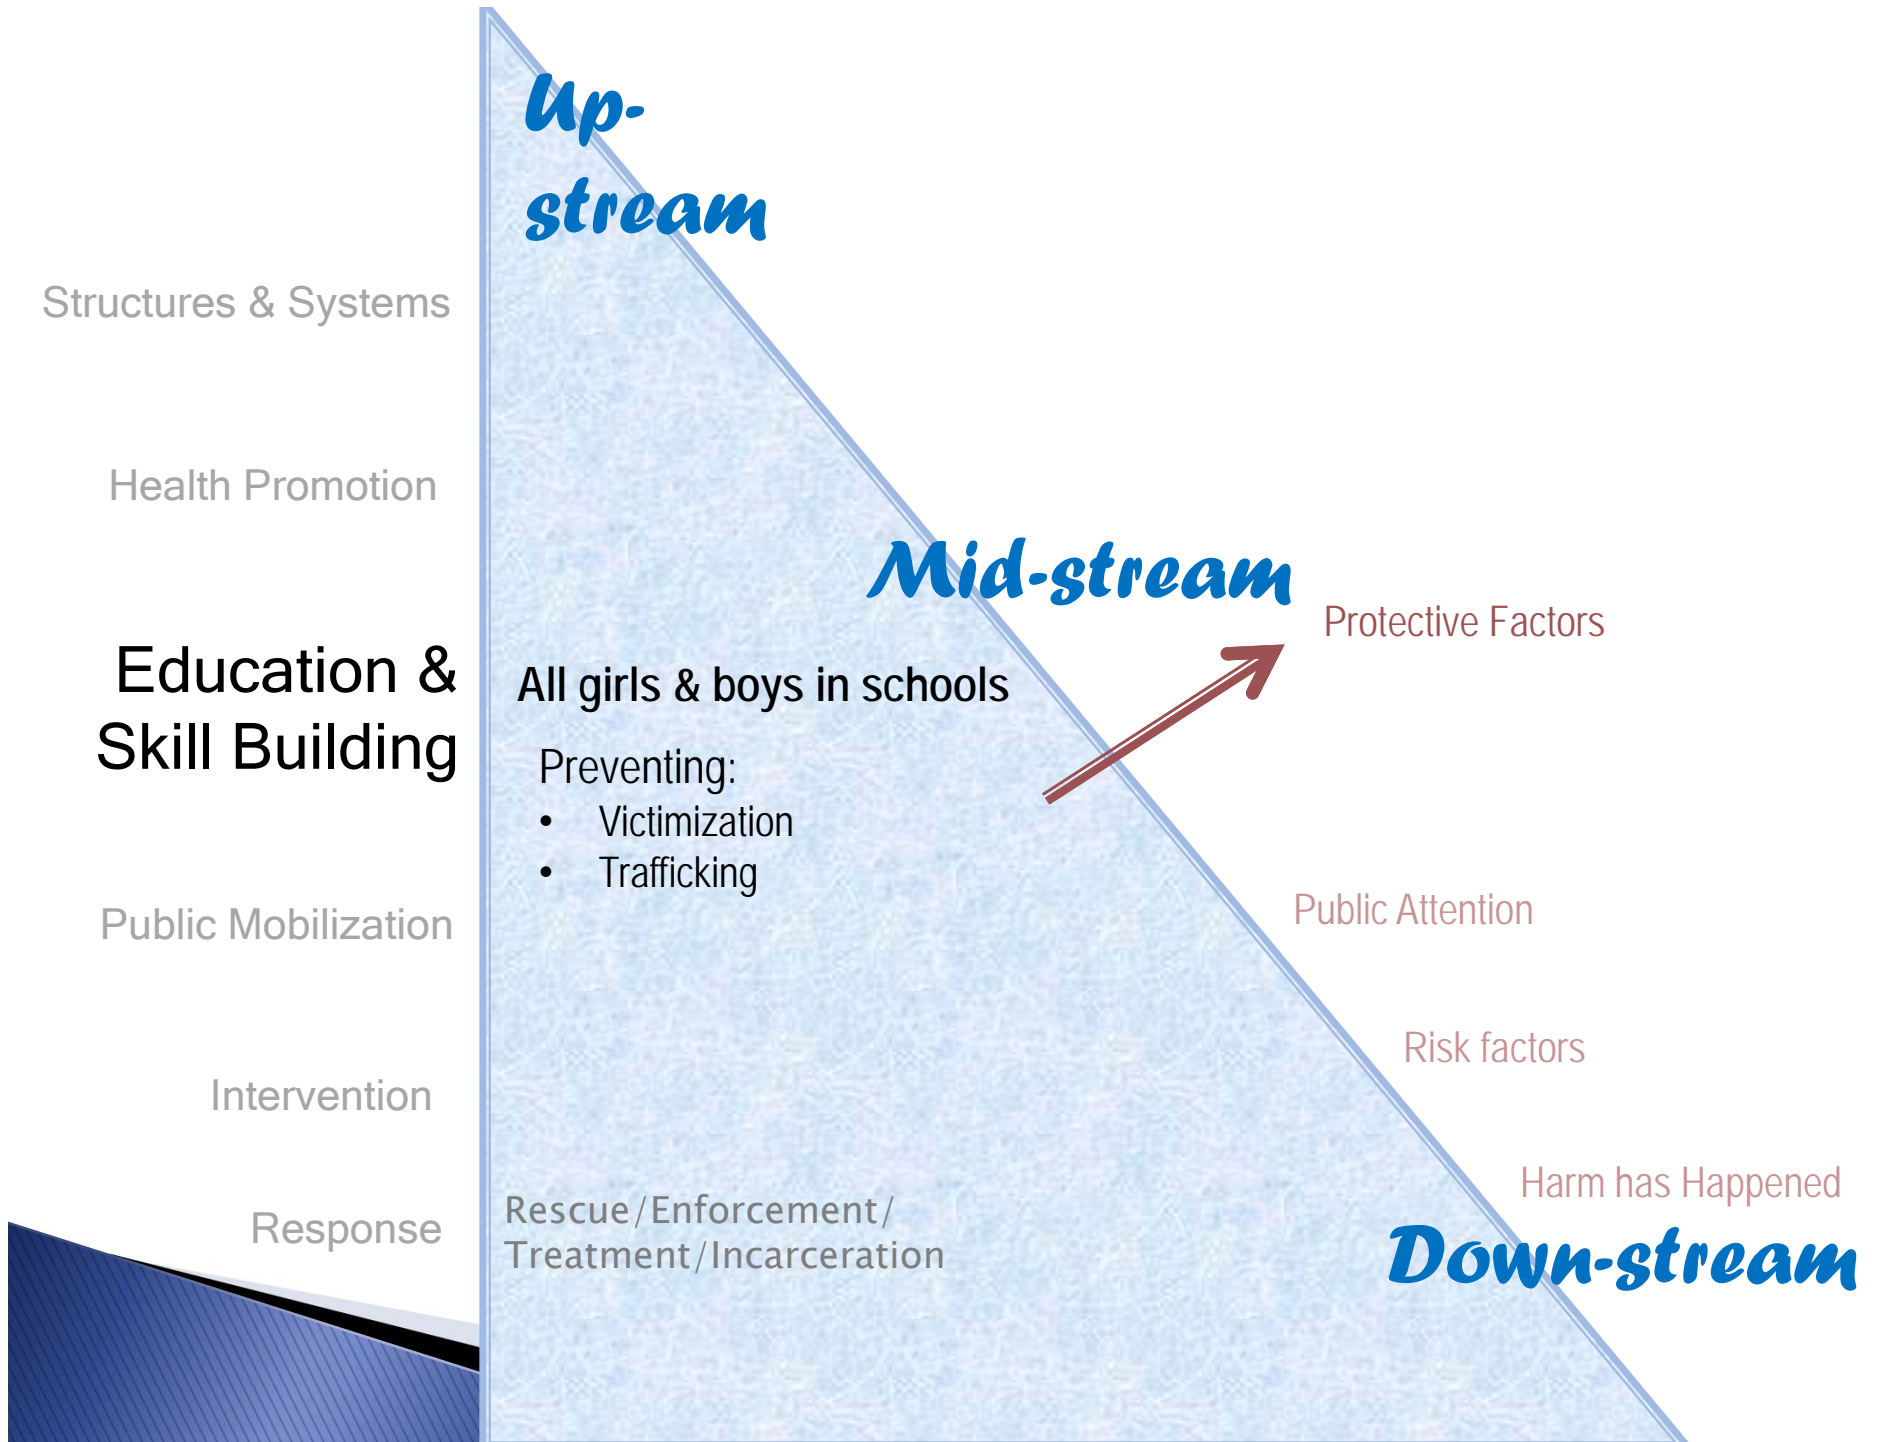 Up-
stream
Structures & Systems
Health Promotion
Mid-stream
Protective Factors
Education &
Skill Building
All girls & boys in schools
Preventing:
• Victimization
• Trafficking
Public Mobilization
Public Attention
Risk factors
Intervention
Harm has Happened
Response
Rescue/Enforcement/
Treatment/Incarceration
Down-stream